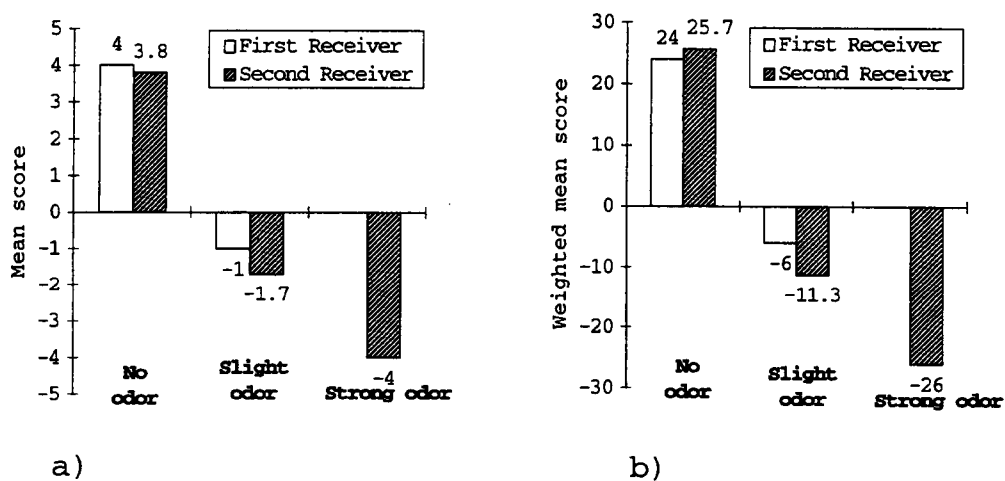 5
4
3
2
1
0
-1
-2
-3
-4
-5
Mean score
First Receiver
Second Receiver
4
3.8
-1
-1.7
-4
No
odor
Slight
odor
Strong odor
a)
30
20
10
0
-10
-20
-30
Weighted mean score
First Receiver
Second Receiver
24
25.7
-6
-11.3
-26
No
odor
Slight
odor
Strong odor
b)